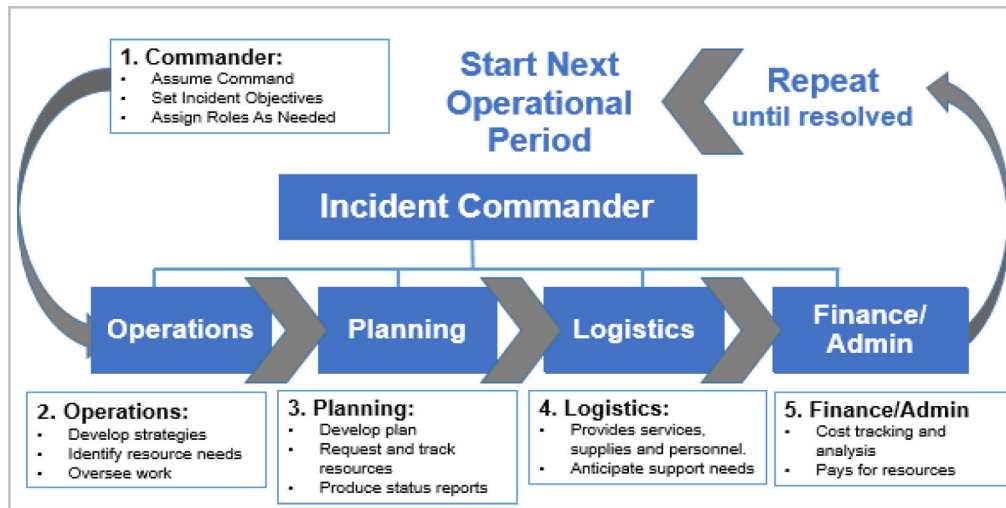 1. Commander:
• Assume Command
• Set Incident Objectives
• Assign Roles As Needed
Start Next
Operational
Period
Repeat
until resolved
Incident Commander
Operations
Planning
Logistics
Finance/
Admin
2. Operations:
• Develop strategies
• Identify resource needs
• Oversee work
3. Planning:
• Develop plan
• Request and track
resources
• Produce status reports
4. Logistics:
• Provides services,
supplies and personnel.
• Anticipate support needs
5. Finance/Admin
• Cost tracking and
analysis
• Pays for resources